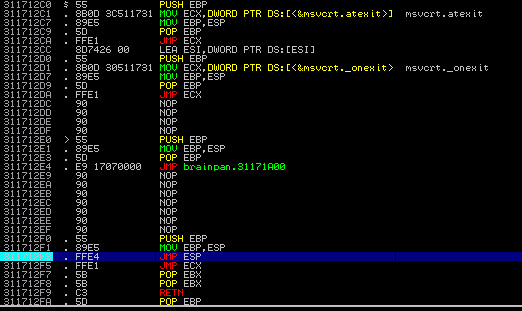 311712C0 $ 55 PUSH EBP
311712C1 . 8B0D 3C511731 MOV ECX,DWORD PTR DS:[<&msvcrt.atexit>] msvcrt.atexit
311712C7 . 89E5 MOV EBP,ESP
311712C9 . 5D POP EBP
311712CA . FFE1 JMP ECX
311712CC 8D7426 00 LEA ESI,DWORD PTR DS:[ESI]
311712D0 . 55 PUSH EBP
311712D1 . 8B0D 30511731 MOV ECX,DWORD PTR DS:[<&msvcrt._onexit> msvcrt._onexit
311712D7 . 89E5 MOV EBP,ESP
311712D9 . 5D POP EBP
311712DA . FFE1 JMP ECX
311712DC 90 NOP
311712DD 90 NOP
311712DE 90 NOP
311712DF 90 NOP
311712E0 > 55 PUSH EBP
311712E1 . 89E5 MOV EBP,ESP
311712E3 . 5D POP EBP
311712E4 . E9 17070000 JMP brainpan.31171A00
311712E9 90 NOP
311712EA 90 NOP
311712EB 90 NOP
311712EC 90 NOP
311712ED 90 NOP
311712EE 90 NOP
311712EF 90 NOP
311712F0 . 55 PUSH EBP
311712F1 . 89E5 MOV EBP,ESP
311712F3 . FFE4 JMP ESP
311712F5 . FFE1 JMP ECX
311712F7 . 5B POP EBX
311712F8 . 5B POP EBX
311712F9 . C3 RETN
311712FA . 5D POP EBP